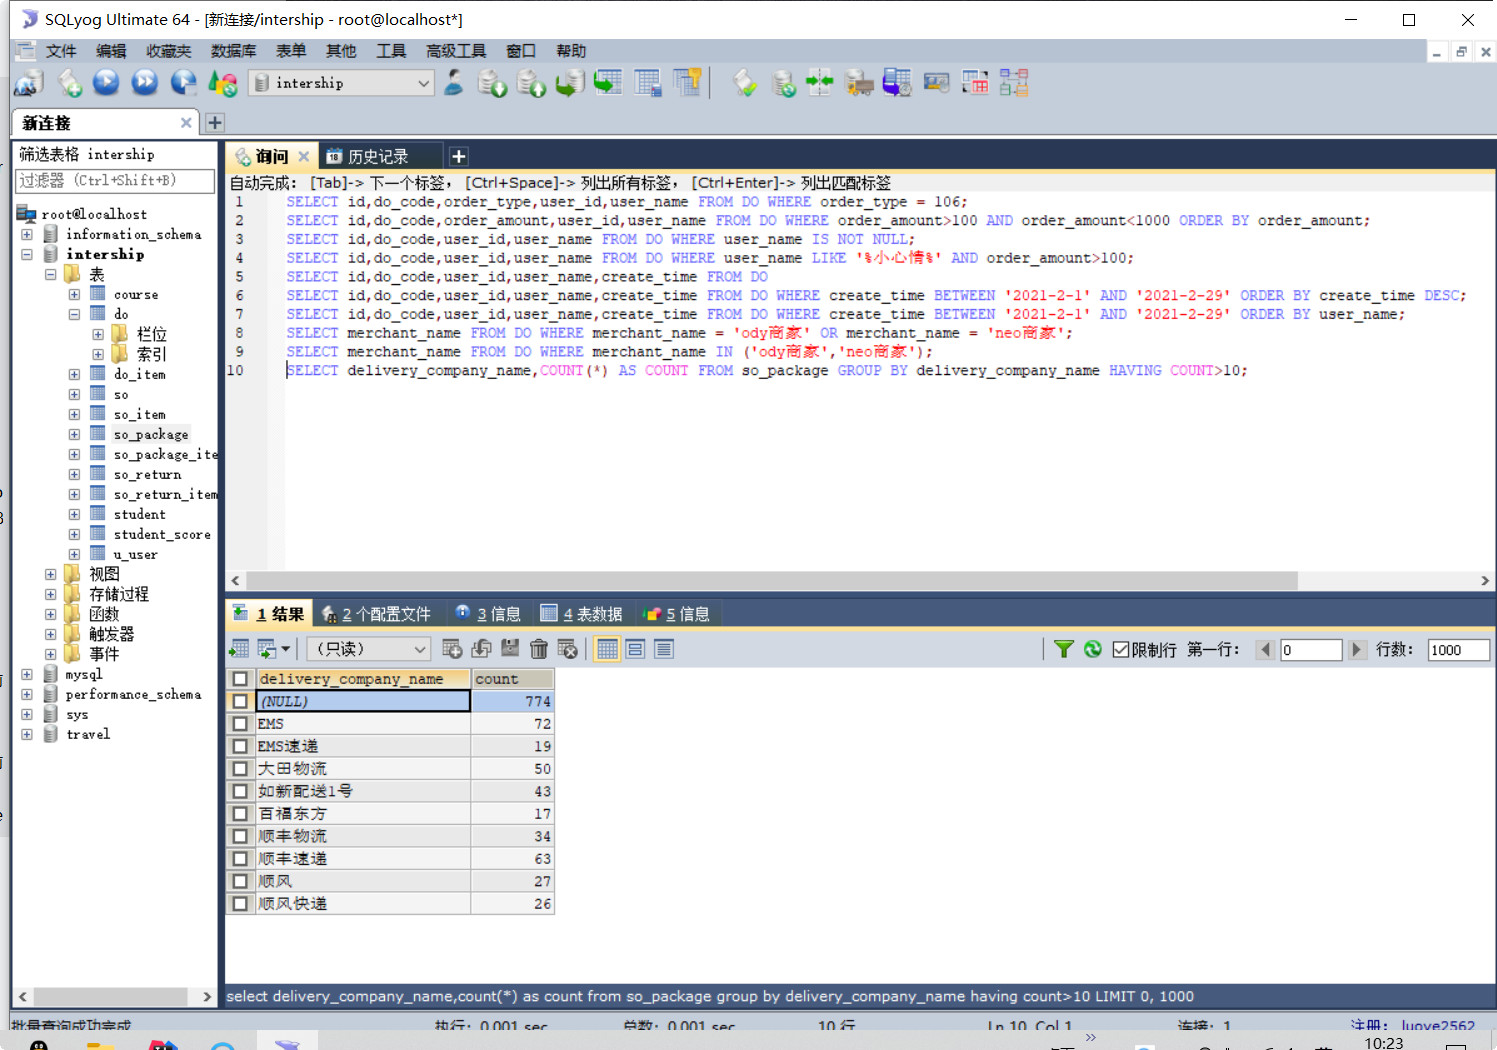 SQLyog Ultimate 64 - [新连接/intership - root@localhost*]
文件 编辑 收藏夹 数据库 表单 其他 工具 高级工具 窗口 帮助
intership
新连接
筛选表格 intership
过滤器 (Ctrl+Shift+B)
root@localhost
information_schema
intership
表
course
do
栏位
索引
do_item
so
so_item
so_package
so_package_ite
so_return
so_return_item
student
student_score
u_user
视图
存储过程
函数
触发器
事件
mysql
performance_schema
sys
travel
询问 历史记录
自动完成: [Tab]-> 下一个标签, [Ctrl+Space]-> 列出所有标签, [Ctrl+Enter]-> 列出匹配标签
1 SELECT id,do_code,order_type,user_id,user_name FROM DO WHERE order_type = 106;
2 SELECT id,do_code,order_amount,user_id,user_name FROM DO WHERE order_amount>100 AND order_amount<1000 ORDER BY order_amount;
3 SELECT id,do_code,user_id,user_name FROM DO WHERE user_name IS NOT NULL;
4 SELECT id,do_code,user_id,user_name FROM DO WHERE user_name LIKE '%小心情%' AND order_amount>100;
5 SELECT id,do_code,user_id,user_name,create_time FROM DO
6 SELECT id,do_code,user_id,user_name,create_time FROM DO WHERE create_time BETWEEN '2021-2-1' AND '2021-2-29' ORDER BY create_time DESC;
7 SELECT id,do_code,user_id,user_name,create_time FROM DO WHERE create_time BETWEEN '2021-2-1' AND '2021-2-29' ORDER BY user_name;
8 SELECT merchant_name FROM DO WHERE merchant_name = 'ody商家' OR merchant_name = 'neo商家';
9 SELECT merchant_name FROM DO WHERE merchant_name IN ('ody商家','neo商家');
10 SELECT delivery_company_name,COUNT(*) AS COUNT FROM so_package GROUP BY delivery_company_name HAVING COUNT>10;
1 结果 2 个配置文件 3 信息 4 表数据 5 信息
(只读) 限制行 第一行: 0 行数: 1000
delivery_company_name count
(NULL) 774
EMS 72
EMS速递 19
大田物流 50
如新配送1号 43
百福东方 17
顺丰物流 34
顺丰速递 63
顺风 27
顺风快递 26
select delivery_company_name,count(*) as count from so_package group by delivery_company_name having count>10 LIMIT 0, 1000
批量查询成功完成 执行: 0.001 sec 总数: 0.001 sec 10 行 Ln 10, Col 1 连接: 1 注册: luoye2562
10:23